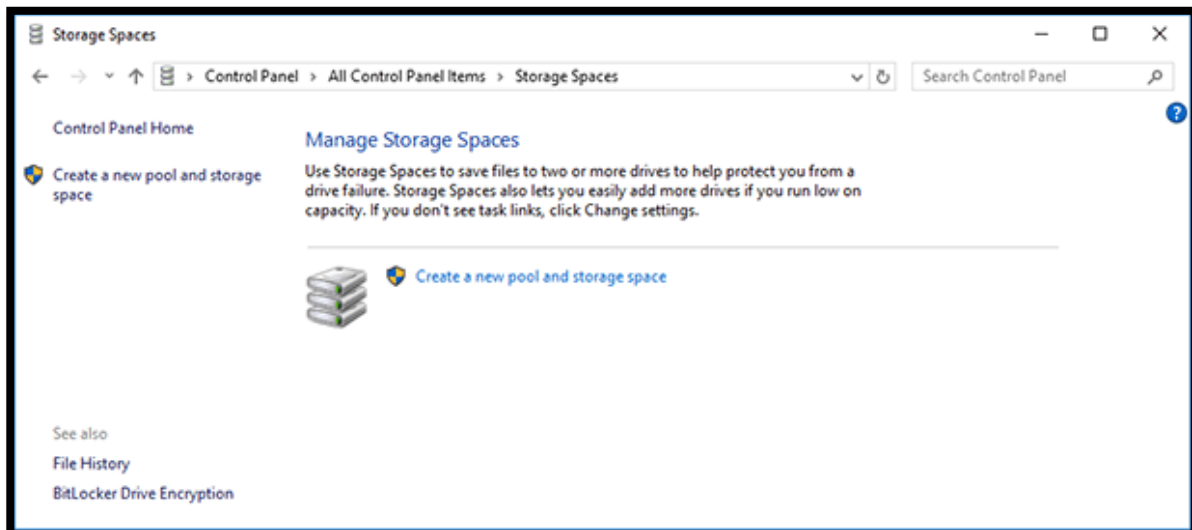 Storage Spaces
Control Panel > All Control Panel Items > Storage Spaces
Search Control Panel
Control Panel Home
Create a new pool and storage
space
Manage Storage Spaces
Use Storage Spaces to save files to two or more drives to help protect you from a
drive failure. Storage Spaces also lets you easily add more drives if you run low on
capacity. If you don't see task links, click Change settings.
Create a new pool and storage space
See also
File History
BitLocker Drive Encryption